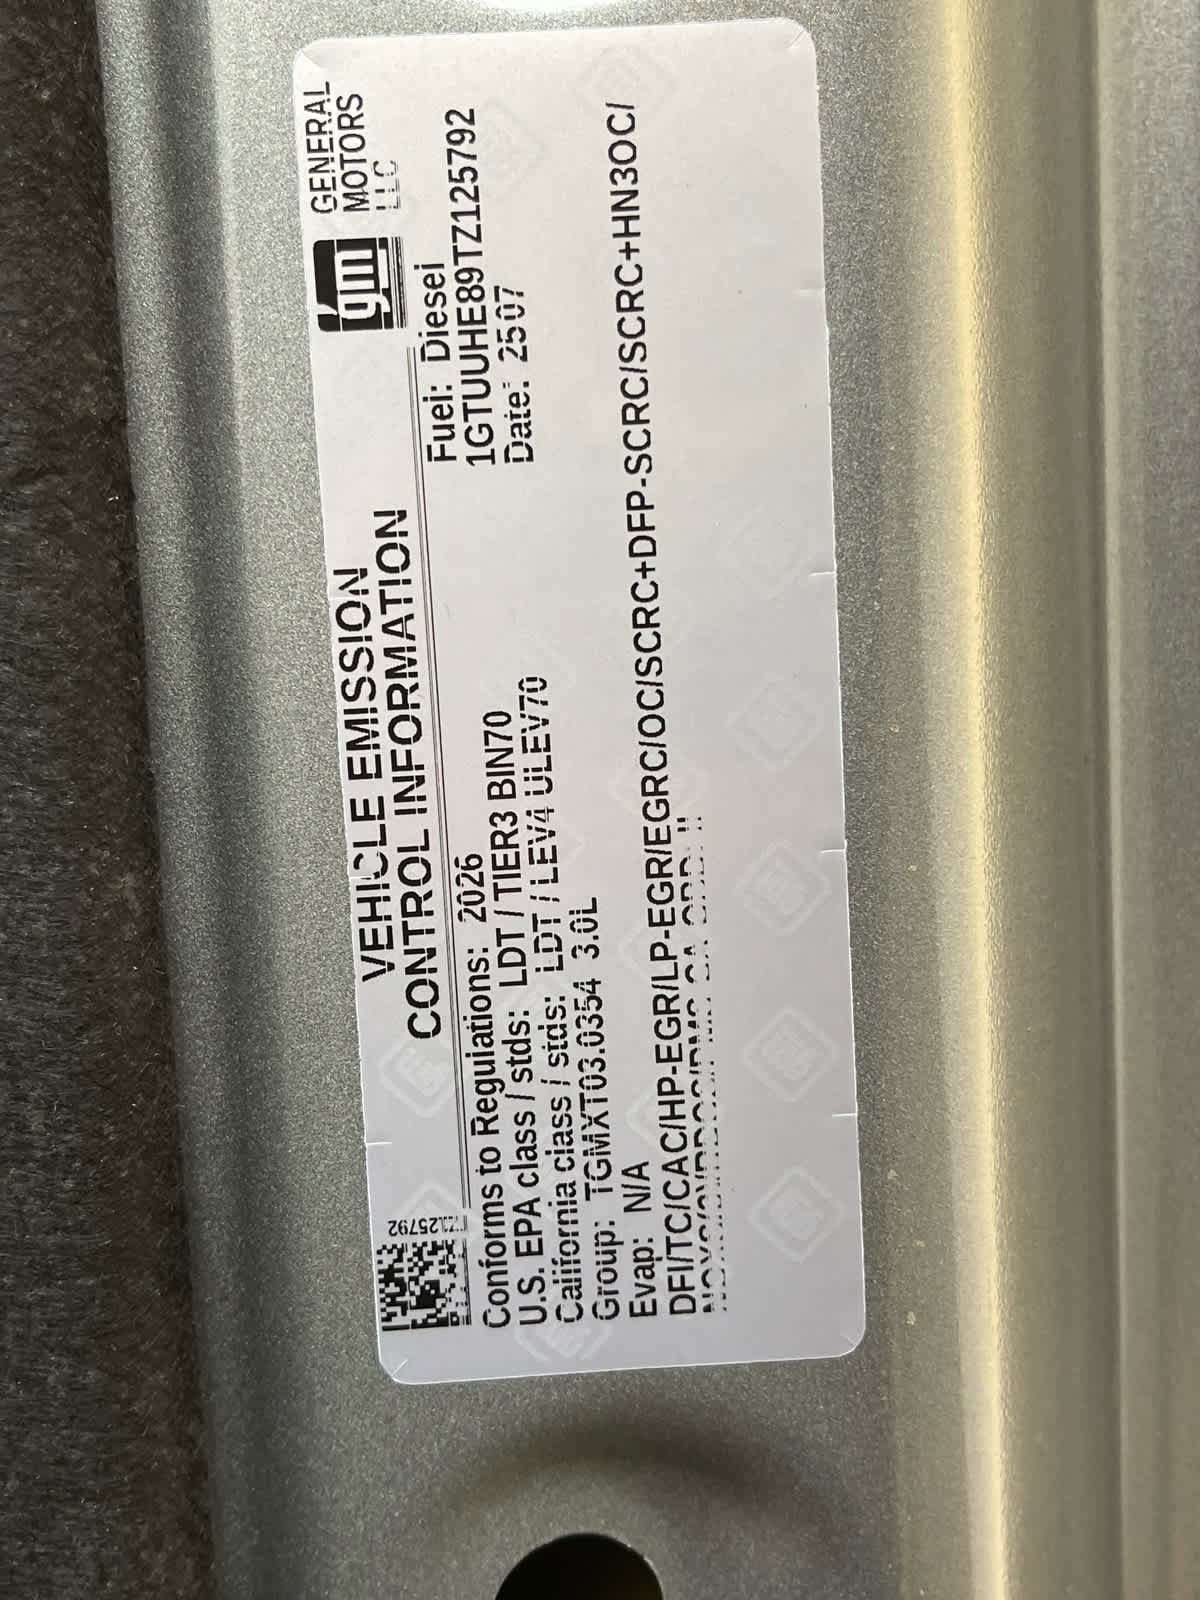 VEHICLE EMISSION
CONTROL INFORMATION
gm
GENERAL
MOTORS
LLC
TZ125792
Conforms to Regulations: 2026
U.S. EPA class / stds: LDT / TIER3 BIN70
California class / stds: LDT / LEV4 ULEV70
Group: TGMXT03.0354 3.0L
Evap: N/A
Fuel: Diesel
1GTUUHE89TZ125792
Date: 2507
DFI/TC/CAC/HP-EGR/LP-EGR/EGRC/OC/SCRC+DFP-SCRC/SCRC+HN3OC/